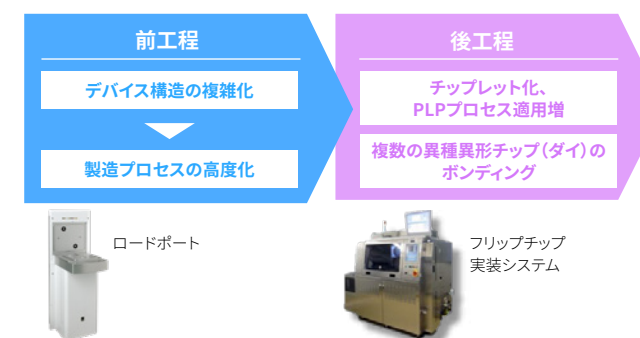 前工程
デバイス構造の複雑化
製造プロセスの高度化
ロードポート
後工程
チップレット化、
PLPプロセス適用増
複数の異種異形チップ（ダイ）の
ボンディング
フリップチップ
実装システム